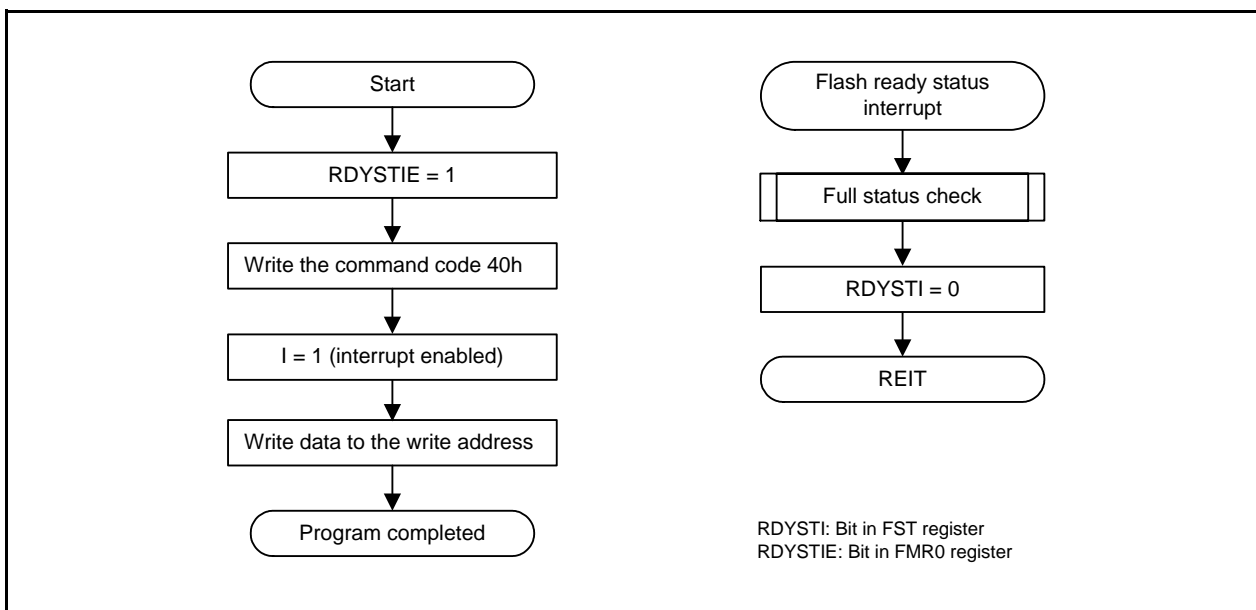 Start
RDYSTIE = 1
Write the command code 40h
I = 1 (interrupt enabled)
Write data to the write address
Program completed
Flash ready status
interrupt
Full status check
RDYSTI = 0
REIT
RDYSTI: Bit in FST register
RDYSTIE: Bit in FMR0 register